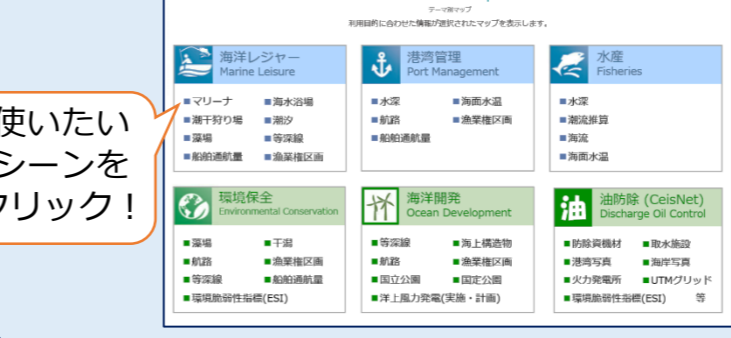 テーマ別マップ
利用目的に合わせた情報が選択されたマップを表示します。
使いたい
シーンを
クリック！
海洋レジャー
Marine Leisure
■マリーナ ■海水浴場
■潮干狩り場 ■潮汐
■藻場 ■等深線
■船舶通航量 ■漁業権区画
港湾管理
Port Management
■水深 ■海面水温
■航路 ■漁業権区画
■船舶通航量
水産
Fisheries
■水深
■潮流推算
■海流
■海面水温
環境保全
Environmental Conservation
■藻場 ■干潟
■航路 ■漁業権区画
■等深線 ■船舶通航量
■環境脆弱性指標(ESI)
海洋開発
Ocean Development
■等深線 ■海上構造物
■航路 ■漁業権区画
■国立公園 ■国定公園
■洋上風力発電(実施・計画)
油
油防除 (CeisNet)
Discharge Oil Control
■防除資機材 ■取水施設
■港湾写真 ■海岸写真
■火力発電所 ■UTMグリッド
■環境脆弱性指標(ESI) 等